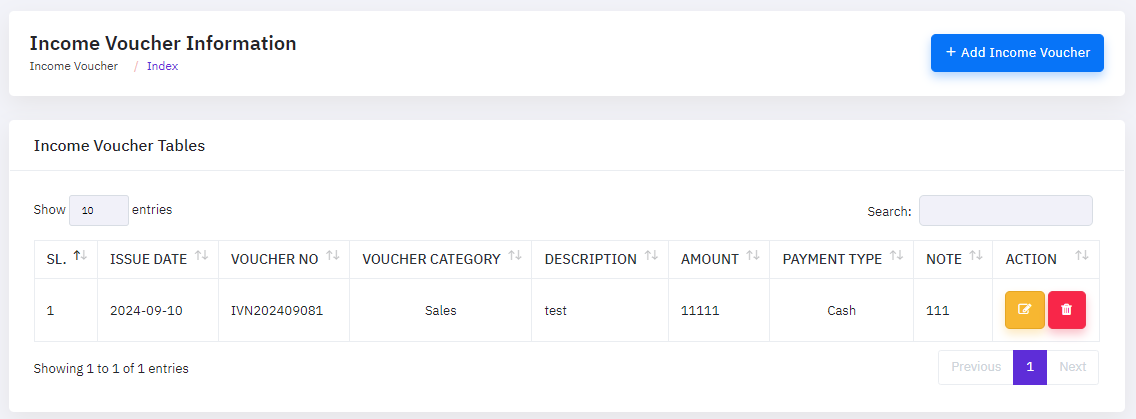 Income Voucher Information
Income Voucher / Index
+ Add Income Voucher
Income Voucher Tables
Show 10 entries
Search:
SL. ISSUE DATE VOUCHER NO VOUCHER CATEGORY DESCRIPTION AMOUNT PAYMENT TYPE NOTE ACTION
1 2024-09-10 IVN202409081 Sales test 11111 Cash 111
Showing 1 to 1 of 1 entries
Previous 1 Next